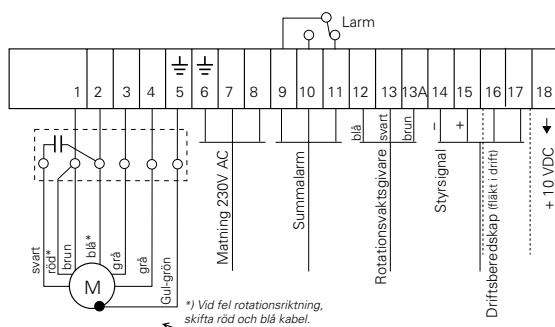 Larm
1 2 3 4 5 6 7 8 9 10 11 12 13 13A 14 15 16 17 18
blå
svart
brun
–
+
Matning 230V AC
Summalarm
Rotationsvaktsgivare
Styrsignal
Driftsberedskap (fläkt i drift)
+ 10 VDC
svart
röd*
brun
blå*
grå
grå
Gul-grön
M
*) Vid fel rotationsriktning,
skifta röd och blå kabel.